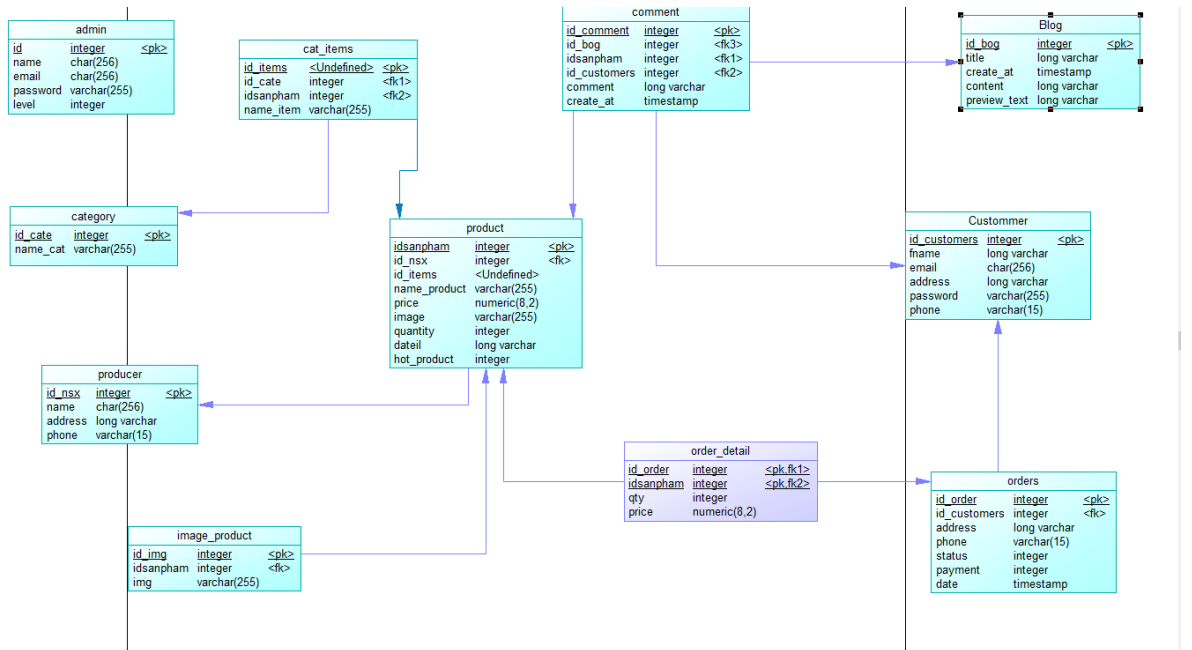 admin
id integer <pk>
name char(256)
email char(256)
password varchar(255)
level integer
cat_items
id_items <Undefined> <pk>
id_cate integer <fk1>
idsanpham integer <fk2>
name_item varchar(255)
comment
id_comment integer <pk>
id_bog integer <fk3>
idsanpham integer <fk1>
id_customers integer <fk2>
comment long varchar
create_at timestamp
Blog
id_bog integer <pk>
title long varchar
create_at timestamp
content long varchar
preview_text long varchar
category
id_cate integer <pk>
name_cat varchar(255)
product
idsanpham integer <pk>
id_nsx integer <fk>
id_items <Undefined>
name_product varchar(255)
price numeric(8,2)
image varchar(255)
quantity integer
dateil long varchar
hot_product integer
Custommer
id_customers integer <pk>
fname long varchar
email char(256)
address long varchar
password varchar(255)
phone varchar(15)
producer
id_nsx integer <pk>
name char(256)
address long varchar
phone varchar(15)
order_detail
id_order integer <pk,fk1>
idsanpham integer <pk,fk2>
qty integer
price numeric(8,2)
orders
id_order integer <pk>
id_customers integer <fk>
address long varchar
phone varchar(15)
status integer
payment integer
date timestamp
image_product
id_img integer <pk>
idsanpham integer <fk>
img varchar(255)